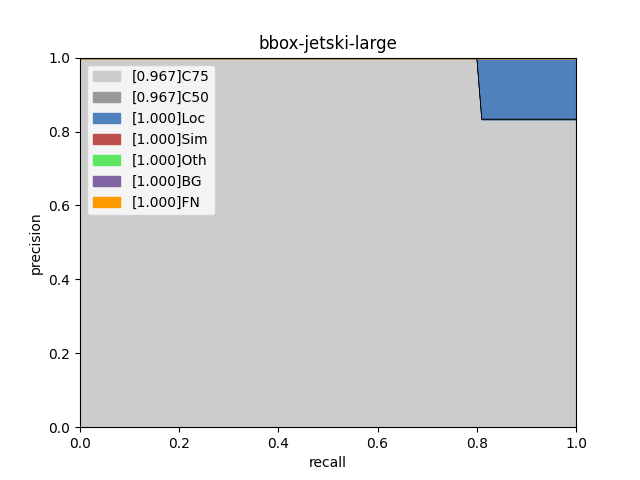 bbox-jetski-large
1.0
0.8
0.6
0.4
0.2
0.0
precision
[0.967]C75
[0.967]C50
[1.000]Loc
[1.000]Sim
[1.000]Oth
[1.000]BG
[1.000]FN
0.0 0.2 0.4 0.6 0.8 1.0
recall